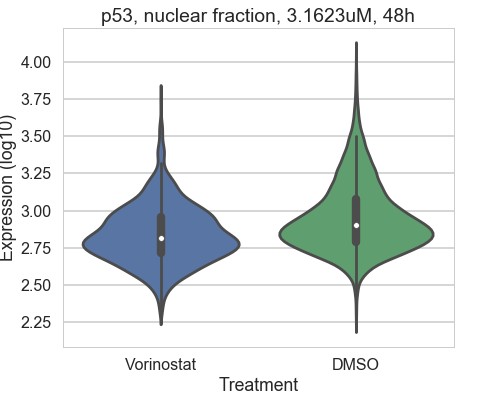 p53, nuclear fraction, 3.1623uM, 48h
Expression (log10)
4.00
3.75
3.50
3.25
3.00
2.75
2.50
2.25
Vorinostat
DMSO
Treatment